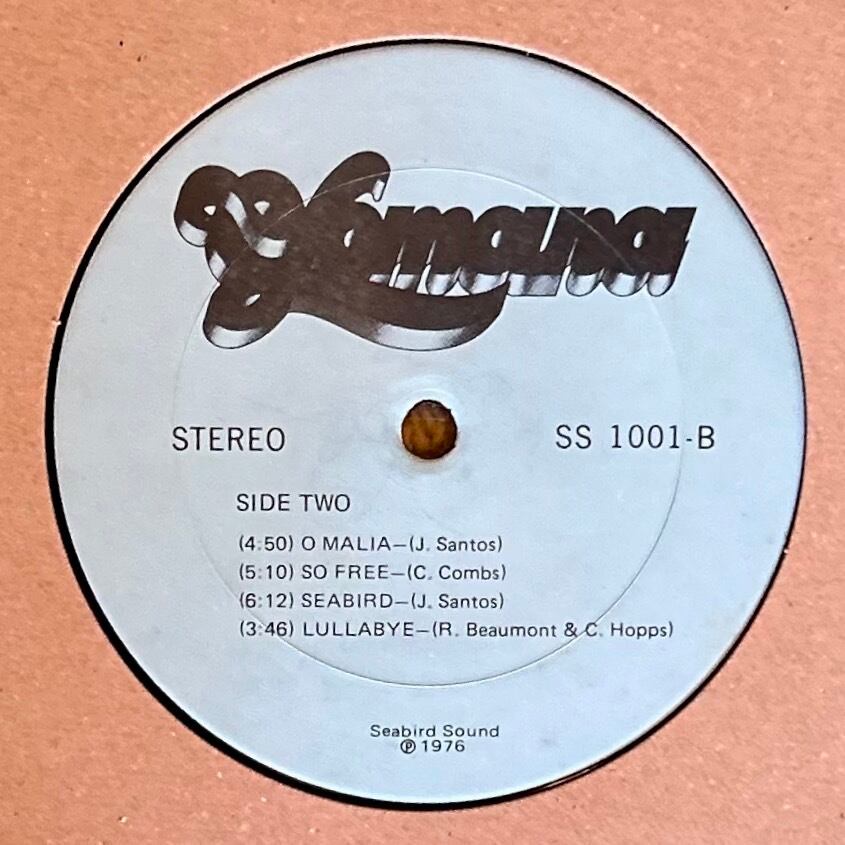 STEREO
SS 1001-B
SIDE TWO
(4:50) O MALIA—(J. Santos)
(5:10) SO FREE—(C. Combs)
(6:12) SEABIRD—(J. Santos)
(3:46) LULLABYE—(R. Beaumont & C. Hopps)
Seabird Sound
℗ 1976